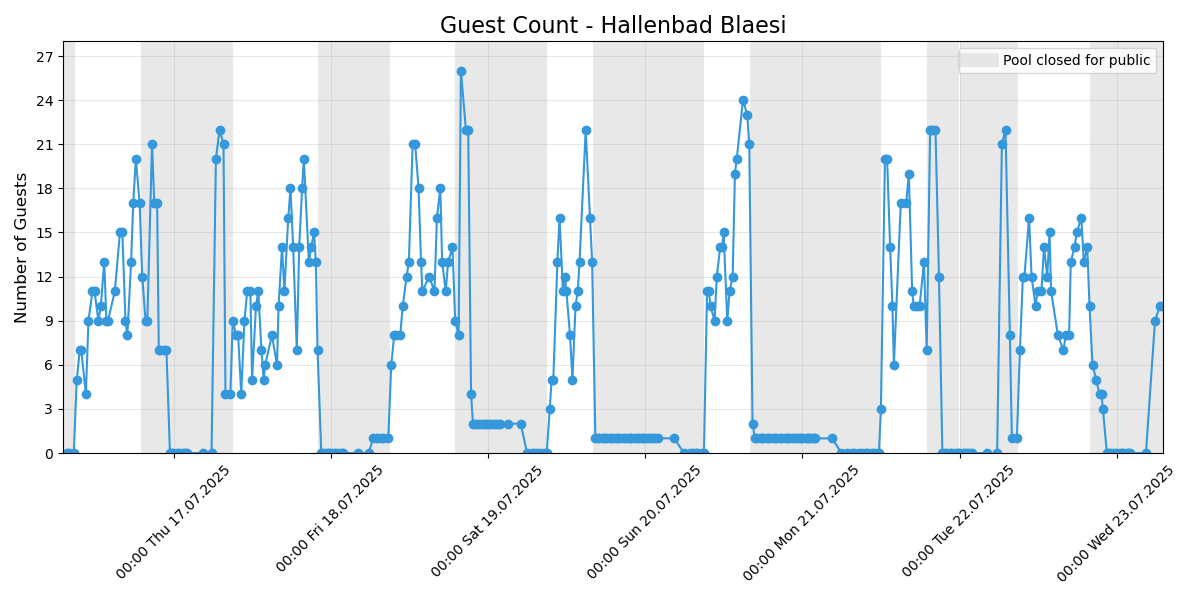 Guest Count - Hallenbad Blaesi
Pool closed for public
Number of Guests
27
24
21
18
15
12
9
6
3
0
00:00 Thu 17.07.2025
00:00 Fri 18.07.2025
00:00 Sat 19.07.2025
00:00 Sun 20.07.2025
00:00 Mon 21.07.2025
00:00 Tue 22.07.2025
00:00 Wed 23.07.2025